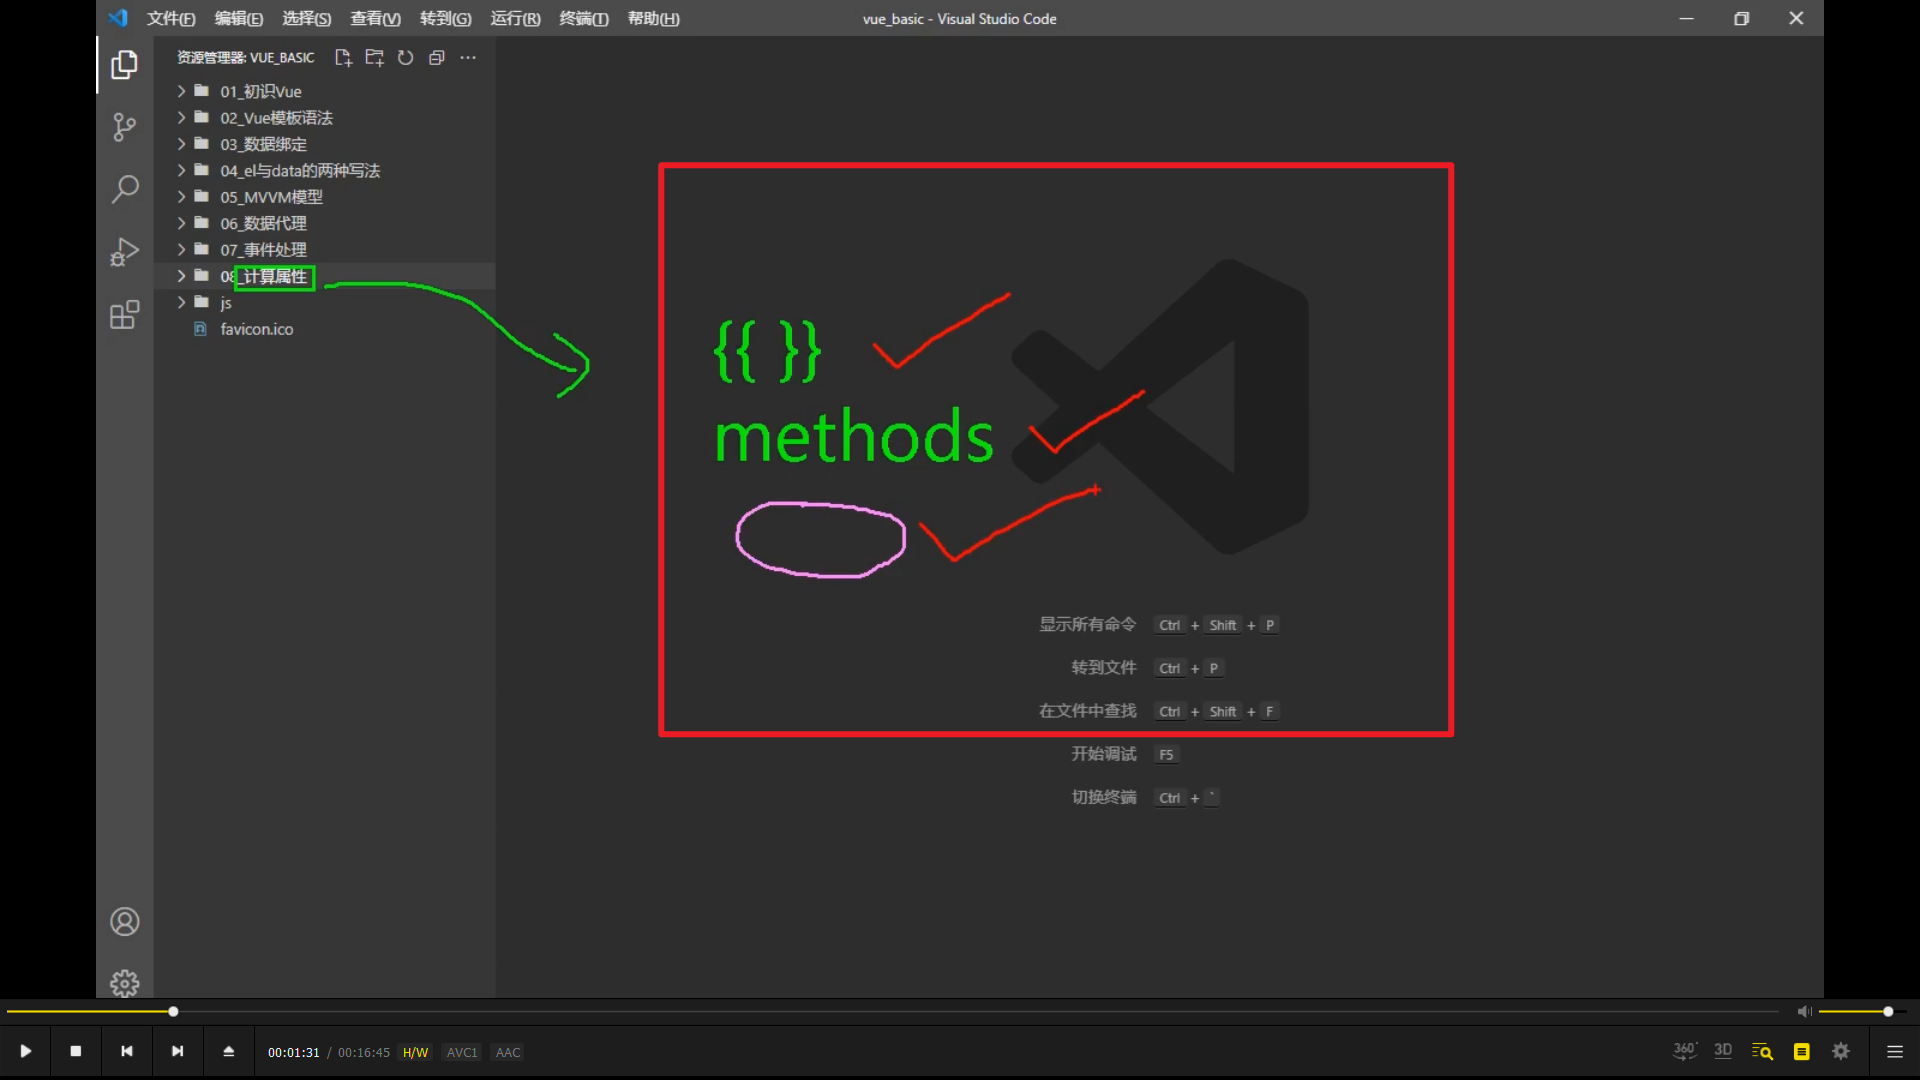 文件(F) 编辑(E) 选择(S) 查看(V) 转到(G) 运行(R) 终端(T) 帮助(H) vue_basic - Visual Studio Code
资源管理器: VUE_BASIC
01_初识Vue
02_Vue模板语法
03_数据绑定
04_el与data的两种写法
05_MVVM模型
06_数据代理
07_事件处理
08_计算属性
js
favicon.ico
{{ }}
methods
显示所有命令 Ctrl + Shift + P
转到文件 Ctrl + P
在文件中查找 Ctrl + Shift + F
开始调试 F5
切换终端 Ctrl + `
00:01:31 / 00:16:45 H/W AVC1 AAC 360° 3D